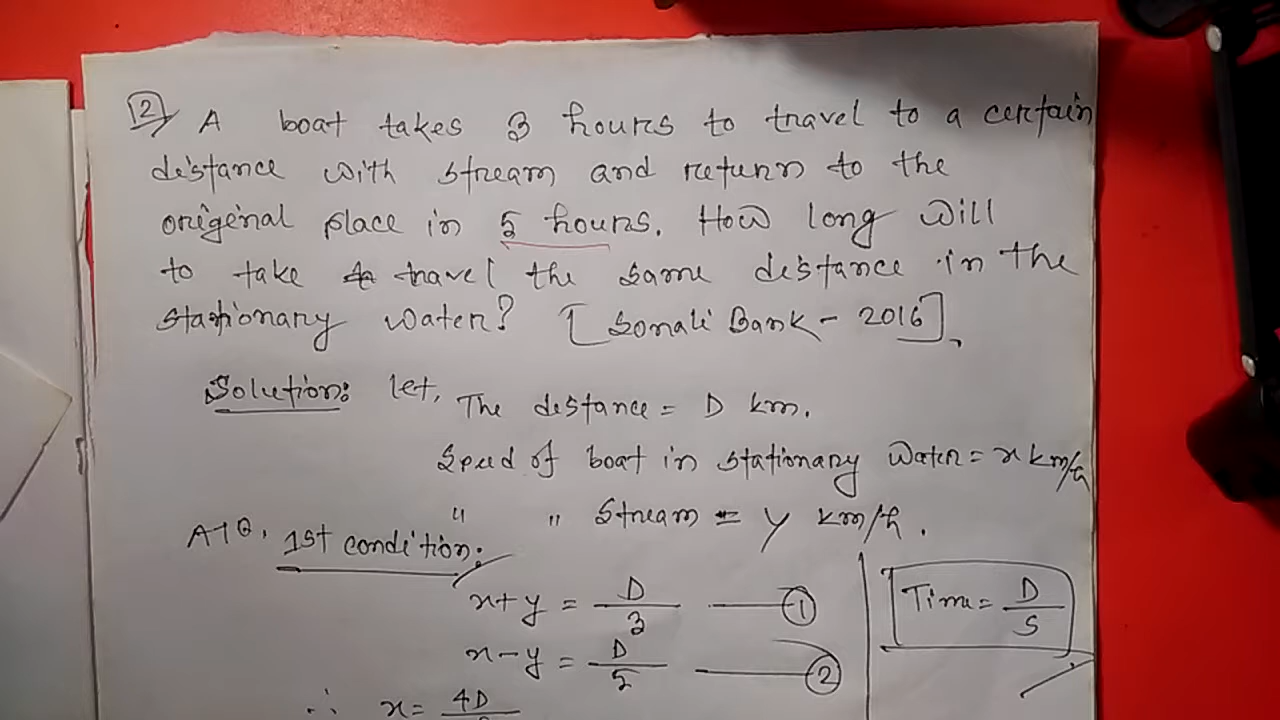 2 A boat takes 3 hours to travel to a certain
distance with stream and return to the
original place in 5 hours. How long will
to take travel the same distance in the
stationary water? [Sonali Bank - 2016].
Solution: let, The distance = D km.
Speed of boat in stationary water = x km/h
" " Stream = y km/h.
ATQ, 1st condition:
x+y = D/3 ——— 1
x-y = D/5 ——— 2
∴ x = 4D
Time = D/S